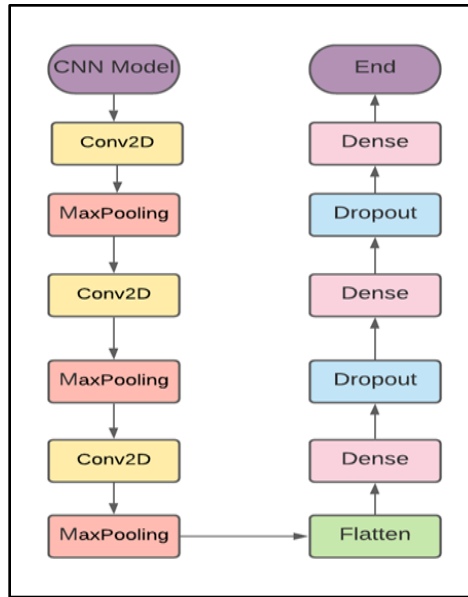 CNN Model
Conv2D
MaxPooling
Conv2D
MaxPooling
Conv2D
MaxPooling
Flatten
Dense
Dropout
Dense
Dropout
Dense
End